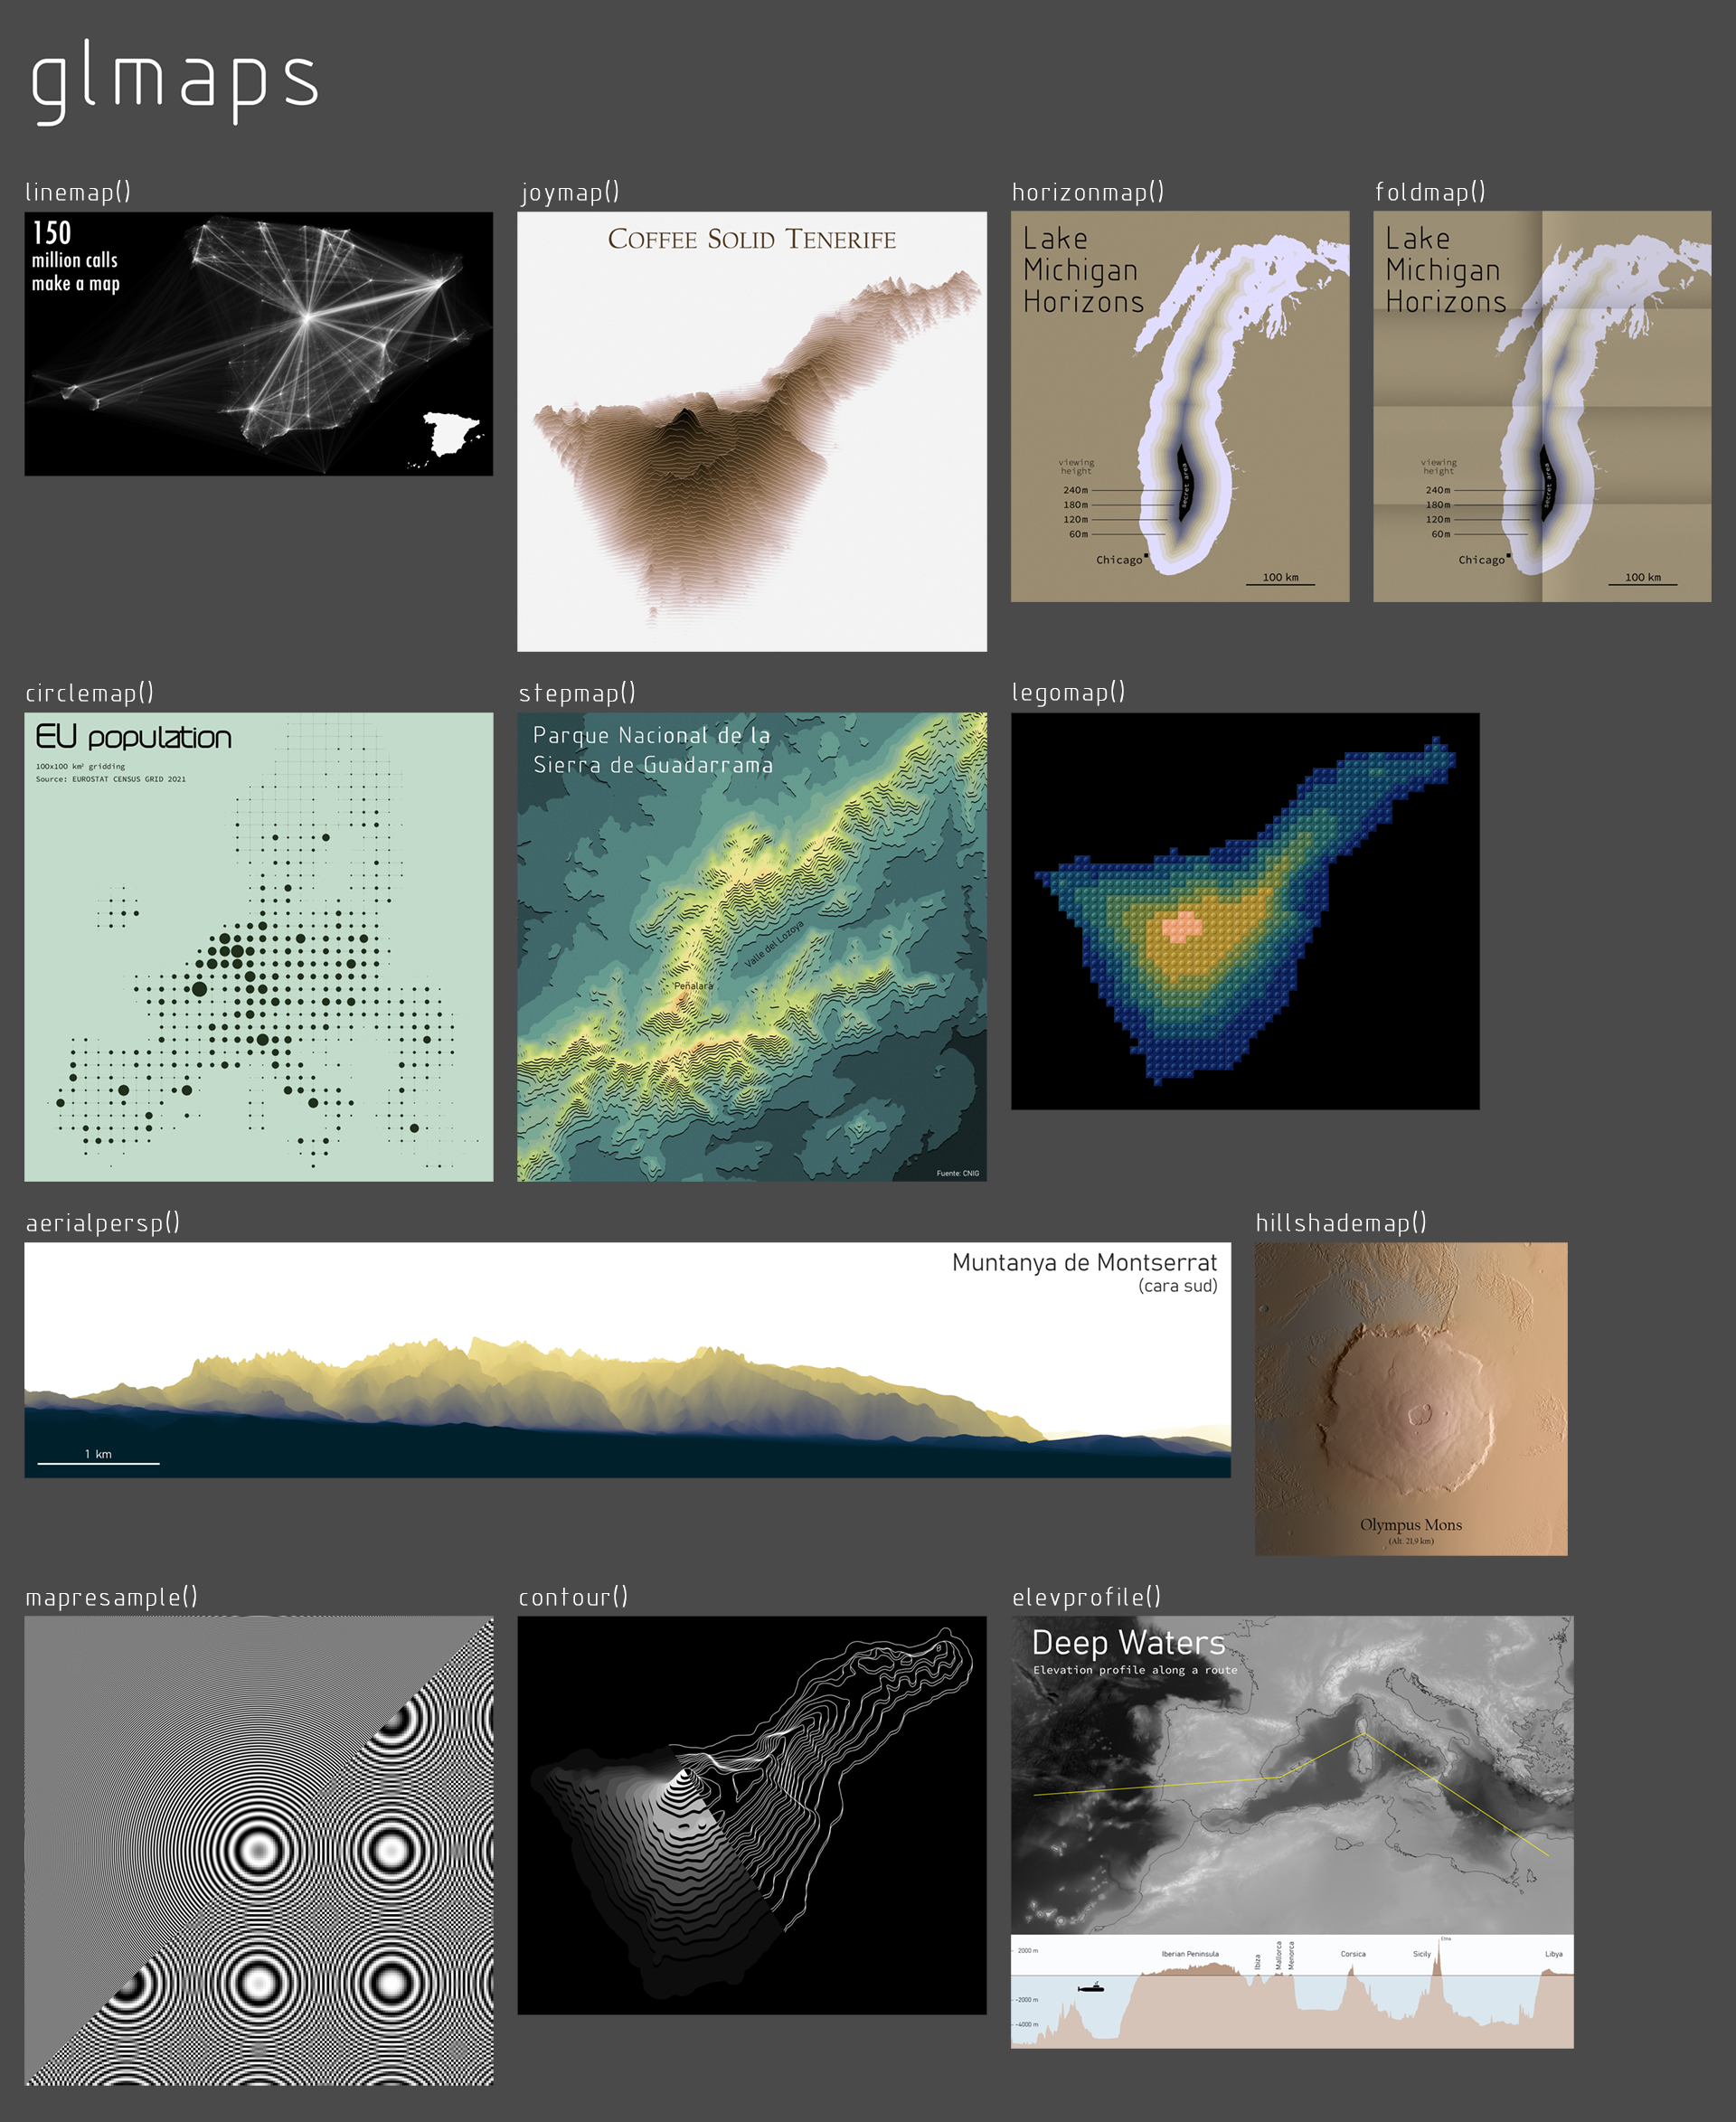 glmaps
linemap()
150
million calls
make a map
joymap()
COFFEE SOLID TENERIFE
horizonmap()
Lake
Michigan
Horizons
viewing
height
240m
180m
120m
60m
secret area
Chicago
100 km
foldmap()
Lake
Michigan
Horizons
viewing
height
240m
180m
120m
60m
secret area
Chicago
100 km
circlemap()
EU population
100x100 km² gridding
Source: EUROSTAT CENSUS GRID 2021
stepmap()
Parque Nacional de la
Sierra de Guadarrama
Valle del Lozoya
Peñalara
Fuente: CNIG
legomap()
aerialpersp()
Muntanya de Montserrat
(cara sud)
1 km
hillshademap()
Olympus Mons
(Alt. 21,9 km)
mapresample()
contour()
elevprofile()
Deep Waters
Elevation profile along a route
2000 m
-2000 m
-4000 m
Iberian Peninsula
Ibiza
Mallorca
Menorca
Corsica
Sicily
Etna
Libya